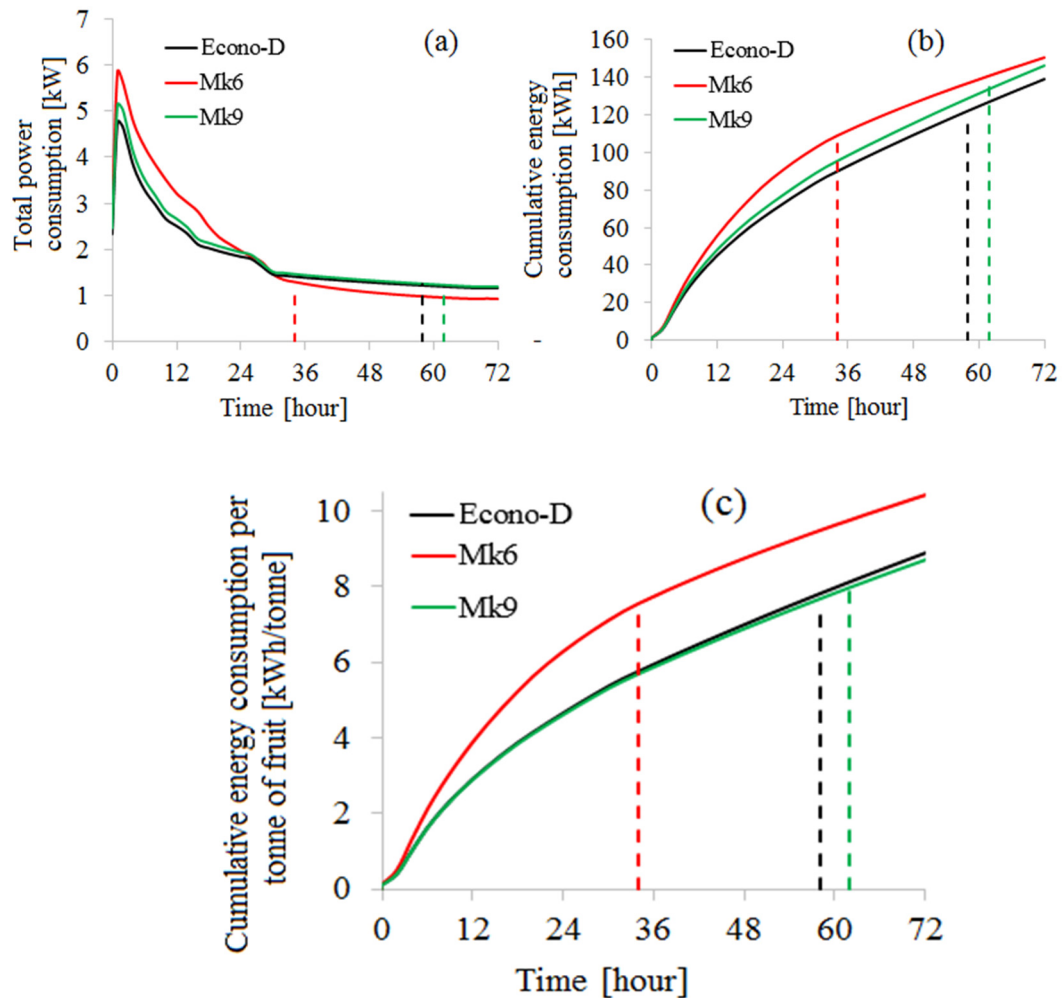 Total power
consumption [kW]
7
6
5
4
3
2
1
0
(a)
Econo-D
Mk6
Mk9
0 12 24 36 48 60 72
Time [hour]
Cumulative energy
consumption [kWh]
160
140
120
100
80
60
40
20
0
-
(b)
Econo-D
Mk6
Mk9
0 12 24 36 48 60 72
Time [hour]
Cumulative energy consumption per
tonne of fruit [kWh/tonne]
10
8
6
4
2
0
(c)
Econo-D
Mk6
Mk9
0 12 24 36 48 60 72
Time [hour]